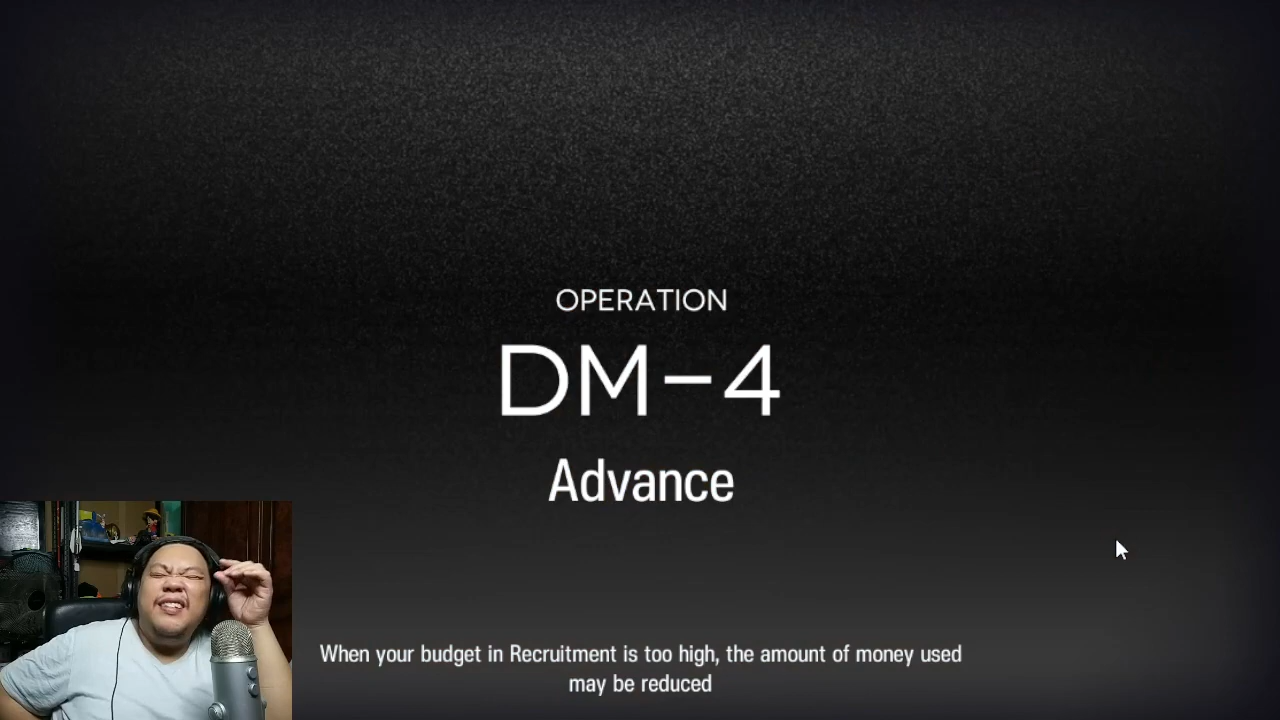 OPERATION
DM-4
Advance
When your budget in Recruitment is too high, the amount of money used
may be reduced